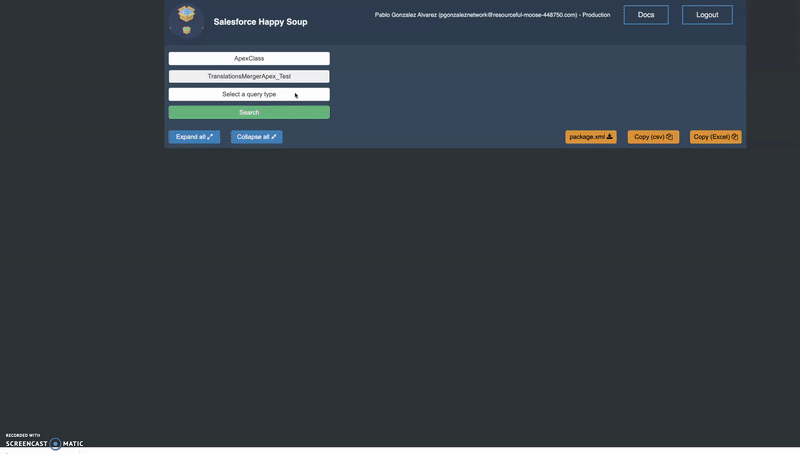 Salesforce Happy Soup
Pablo Gonzalez Alvarez (pgonzaleznetwork@resourceful-moose-448750.com) - Production
Docs
Logout
ApexClass
TranslationsMergerApex_Test
Select a query type
Search
Expand all
Collapse all
package.xml
Copy (csv)
Copy (Excel)
RECORDED WITH
SCREENCAST MATIC